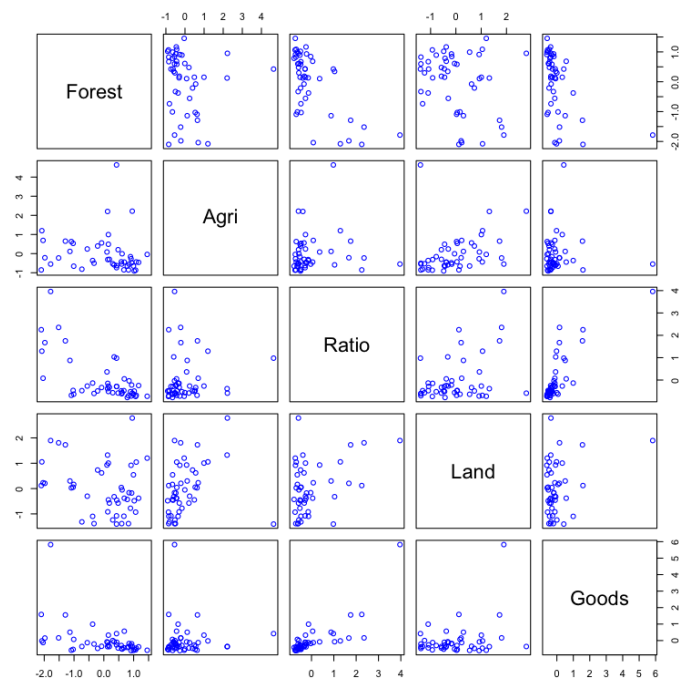 -1 0 1 2
0 2 4
Forest
-2.0 -1.0 0.0 1.0
-1 0 1 2 3 4
Agri
Ratio
0 1 2 3 4
-1 0 1 2
Land
Goods
0 1 2 3 4 5 6
-2.0 -1.0 0.0 1.0
0 1 2 3 4
0 1 2 3 4 5 6